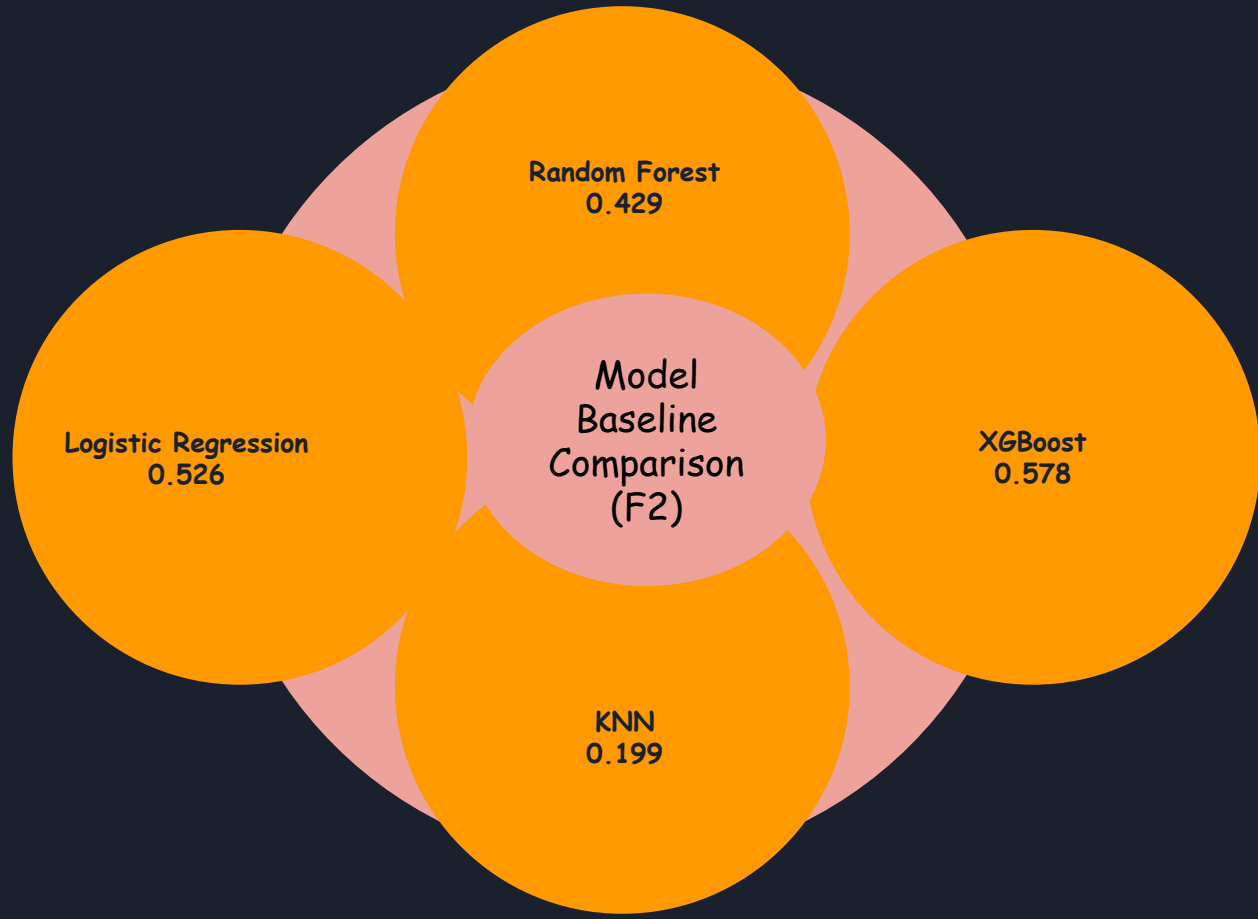 Random Forest
0.429
Model
Baseline
Comparison
(F2)
Logistic Regression
0.526
XGBoost
0.578
KNN
0.199